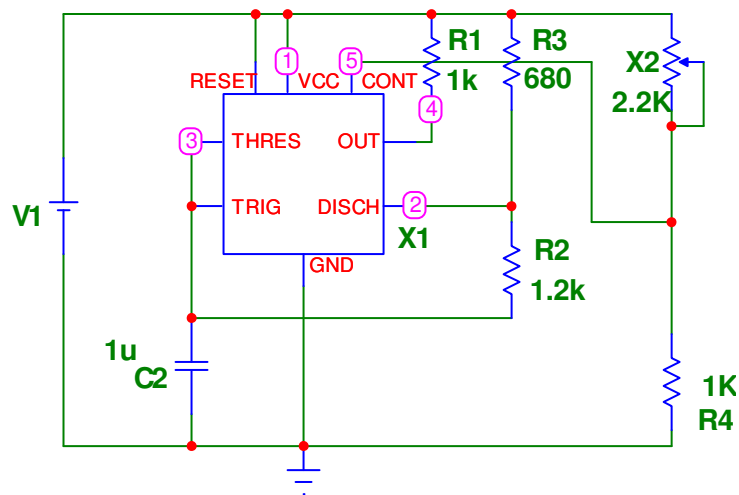 R1
R3
1
5
X2
RESET
VCC
CONT
1k
680
2.2K
4
3
THRES
OUT
V1
TRIG
DISCH
2
X1
R2
GND
1.2k
1u
C2
1K
R4